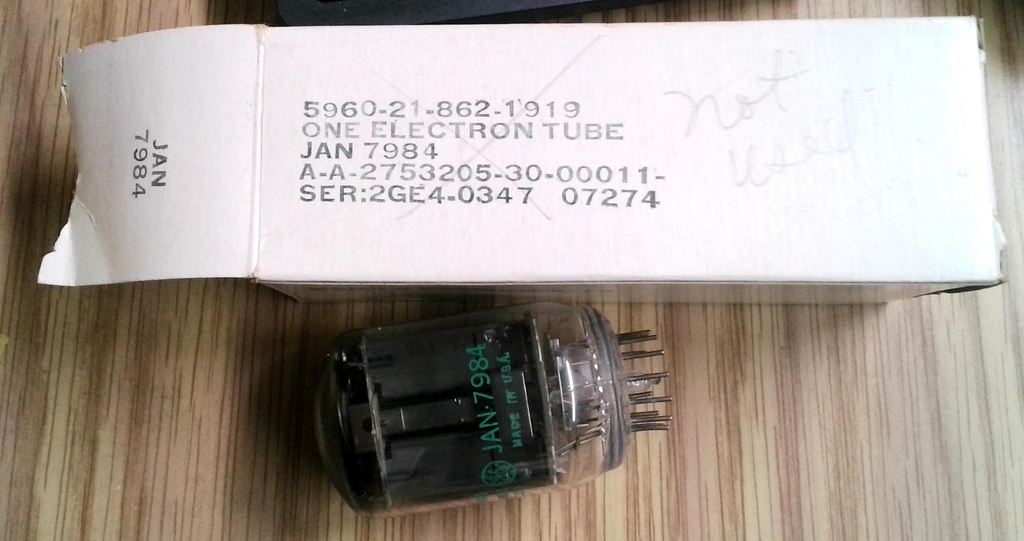 5960-21-862-1919
ONE ELECTRON TUBE
JAN 7984
A-A-2753205-30-00011-
SER:2GE4-0347 07274
Not
used
JAN
7984
JAN-7984
MADE IN U.S.A.